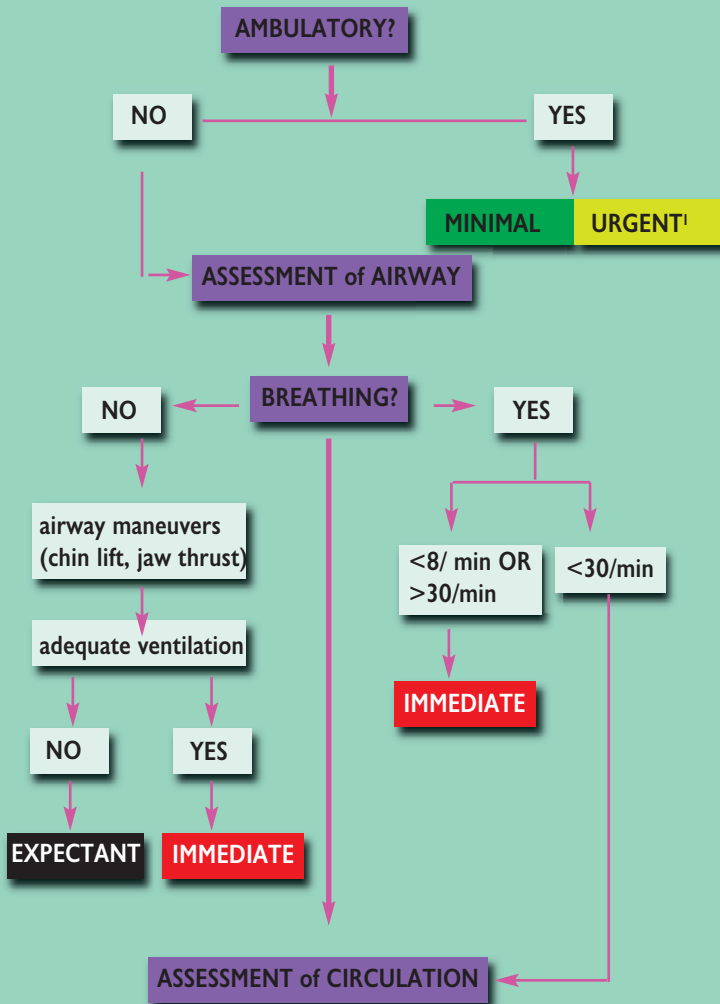 AMBULATORY?
NO
YES
MINIMAL
URGENT¹
ASSESSMENT of AIRWAY
BREATHING?
NO
YES
airway maneuvers
(chin lift, jaw thrust)
<8/ min OR
>30/min
<30/min
adequate ventilation
IMMEDIATE
NO
YES
EXPECTANT
IMMEDIATE
ASSESSMENT of CIRCULATION